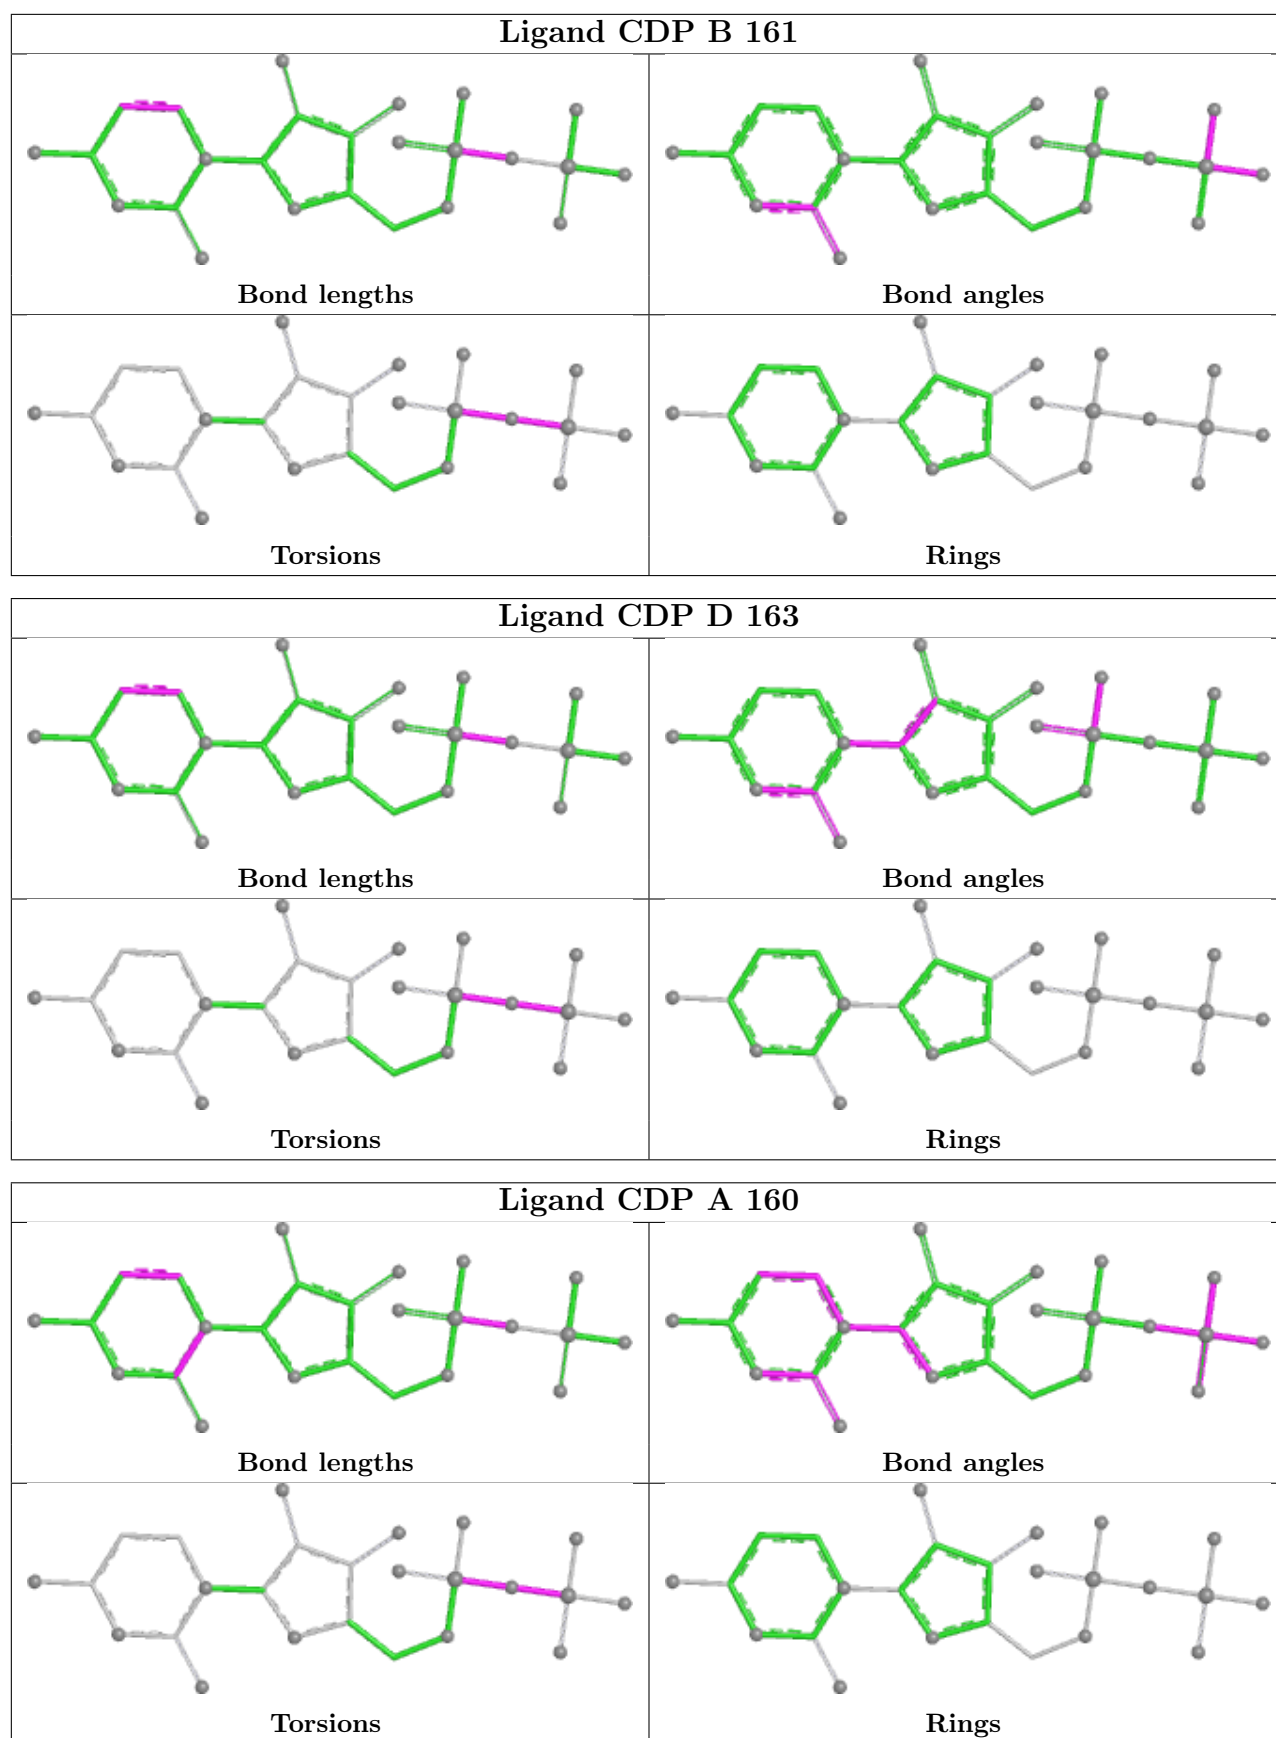 Ligand CDP B 161
Bond lengths
Bond angles
Torsions
Rings
Ligand CDP D 163
Bond lengths
Bond angles
Torsions
Rings
Ligand CDP A 160
Bond lengths
Bond angles
Torsions
Rings